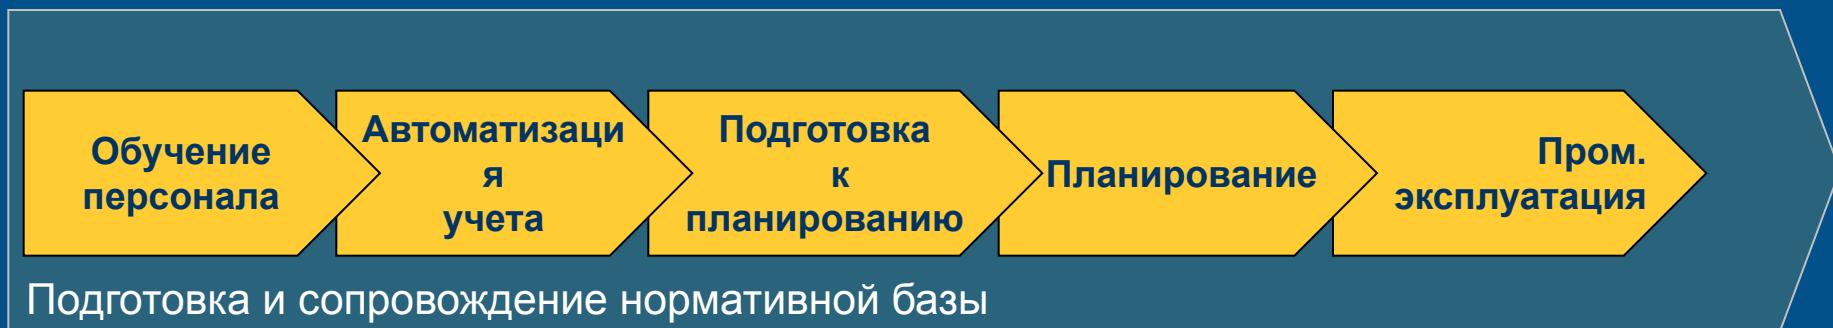 Обучение
персонала
Автоматизаци
я
учета
Подготовка
к
планированию
Планирование
Пром.
эксплуатация
Подготовка и сопровождение нормативной базы